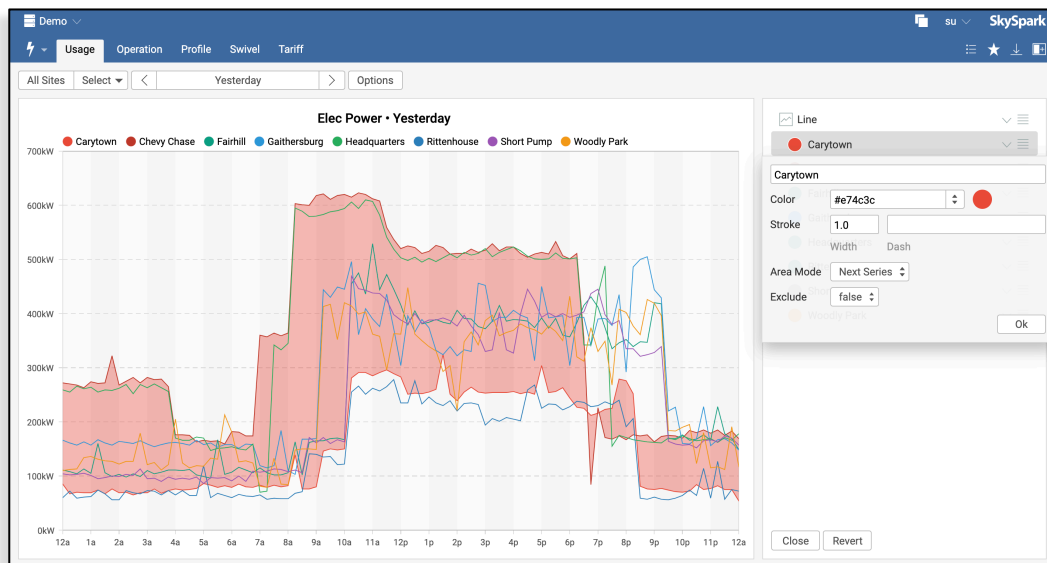 Demo su SkySpark
Usage Operation Profile Swivel Tariff
All Sites Select Yesterday Options
Elec Power • Yesterday
Carytown Chevy Chase Fairhill Gaithersburg Headquarters Rittenhouse Short Pump Woodly Park
700kW
600kW
500kW
400kW
300kW
200kW
100kW
0kW
12a 1a 2a 3a 4a 5a 6a 7a 8a 9a 10a 11a 12p 1p 2p 3p 4p 5p 6p 7p 8p 9p 10p 11p 12a
Line
Carytown
Carytown
Color #e74c3c
Stroke 1.0
Width Dash
Area Mode Next Series
Exclude false
Woodly Park
Ok
Close Revert